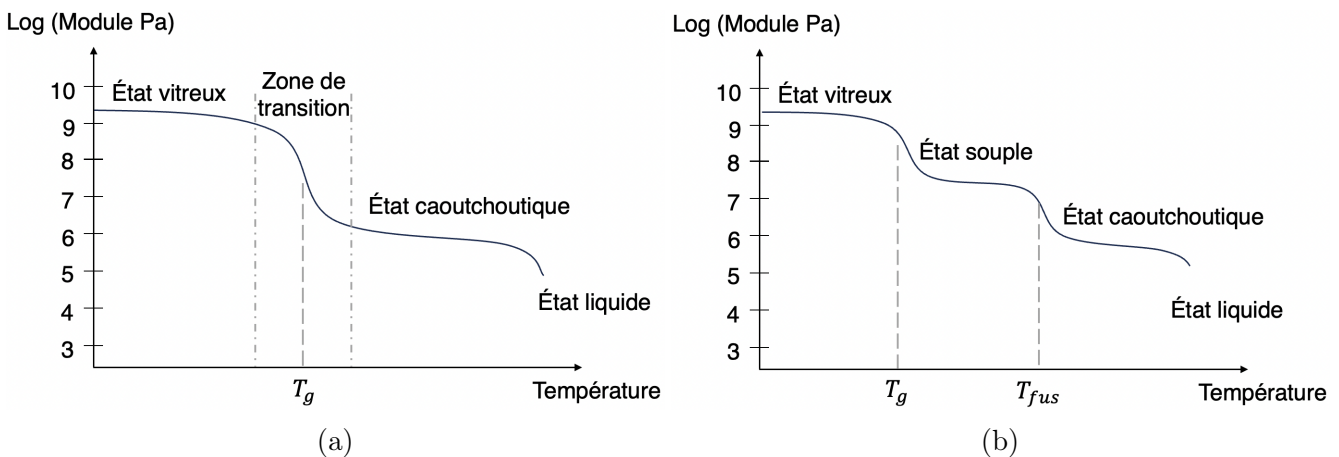 Log (Module Pa)
10
9
8
7
6
5
4
3
État vitreux
Zone de
transition
État caoutchoutique
État liquide
T_g
Température
(a)
Log (Module Pa)
10
9
8
7
6
5
4
3
État vitreux
État souple
État caoutchoutique
État liquide
T_g
T_fus
Température
(b)